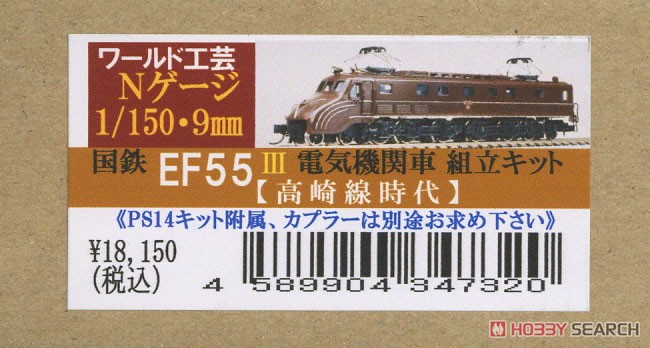 ワールド工芸
Nゲージ
1/150・9mm
国鉄 EF55 III 電気機関車 組立キット
【高崎線時代】
《PS14キット附属、カプラーは別途お求め下さい》
¥18,150
(税込)
4 589904 347320
HOBBY SEARCH